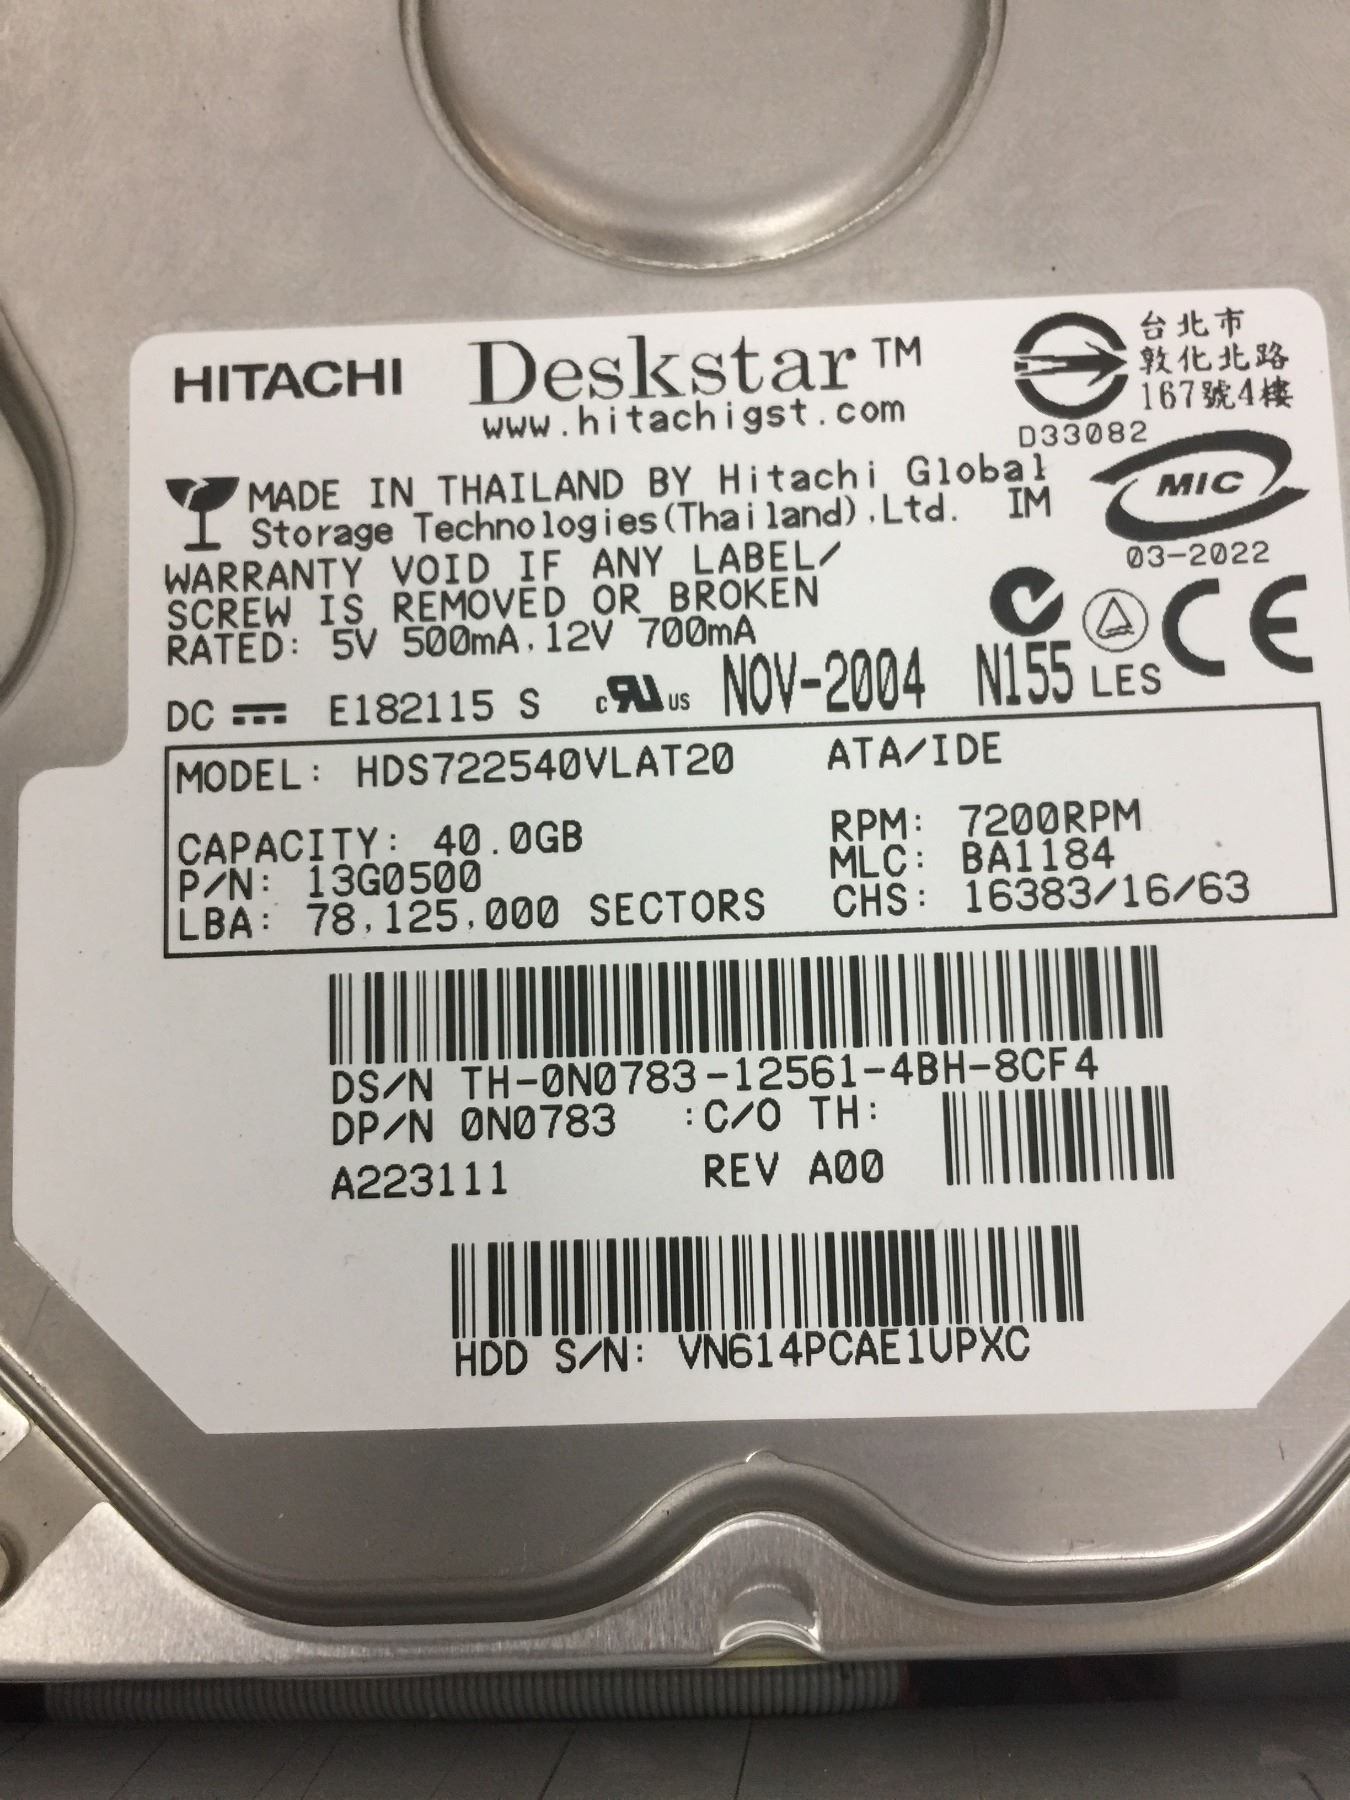 HITACHI Deskstar™
www.hitachigst.com
台北市
敦化北路
167號4樓
D33082
MADE IN THAILAND BY Hitachi Global
Storage Technologies(Thailand),Ltd. IM
MIC
03-2022
WARRANTY VOID IF ANY LABEL/
SCREW IS REMOVED OR BROKEN
RATED: 5V 500mA,12V 700mA
DC E182115 S c RU US NOV-2004 N155 LES CE
MODEL: HDS722540VLAT20 ATA/IDE
CAPACITY: 40.0GB RPM: 7200RPM
P/N: 13G0500 MLC: BA1184
LBA: 78,125,000 SECTORS CHS: 16383/16/63
DS/N TH-0N0783-12561-4BH-8CF4
DP/N 0N0783 :C/O TH:
A223111 REV A00
HDD S/N: VN614PCAE1UPXC